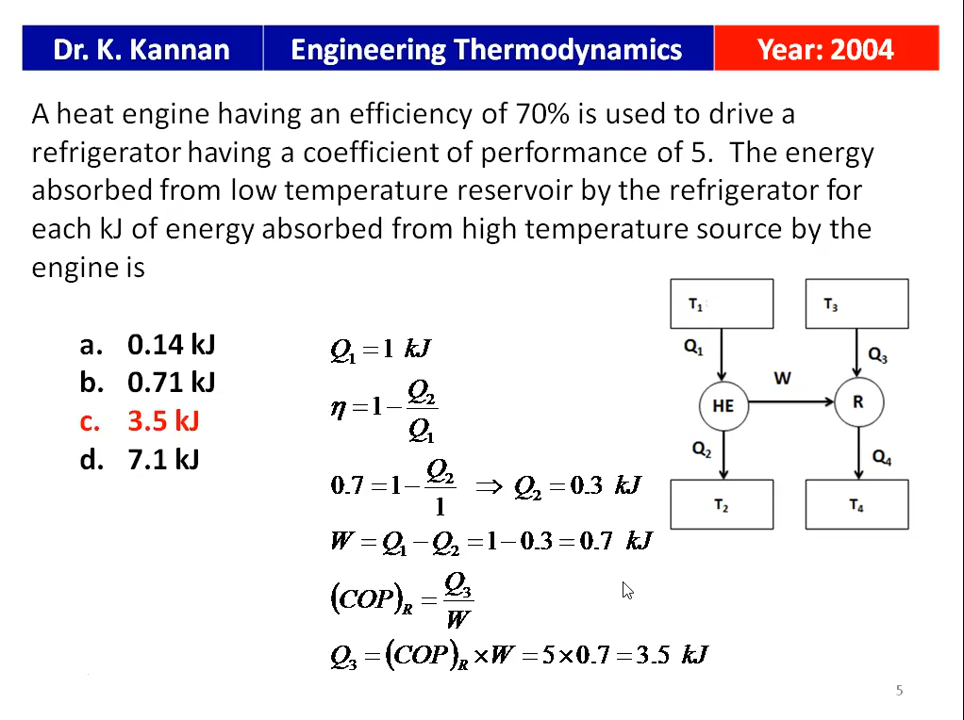 Dr. K. Kannan Engineering Thermodynamics Year: 2004
A heat engine having an efficiency of 70% is used to drive a
refrigerator having a coefficient of performance of 5. The energy
absorbed from low temperature reservoir by the refrigerator for
each kJ of energy absorbed from high temperature source by the
engine is
a. 0.14 kJ
b. 0.71 kJ
c. 3.5 kJ
d. 7.1 kJ
Q₁ = 1 kJ
η = 1 − Q₂/Q₁
0.7 = 1 − Q₂/1 ⇒ Q₂ = 0.3 kJ
W = Q₁ − Q₂ = 1 − 0.3 = 0.7 kJ
(COP)_R = Q₃/W
Q₃ = (COP)_R × W = 5 × 0.7 = 3.5 kJ
T₁ T₃
Q₁ Q₃
W
HE R
Q₂ Q₄
T₂ T₄
5